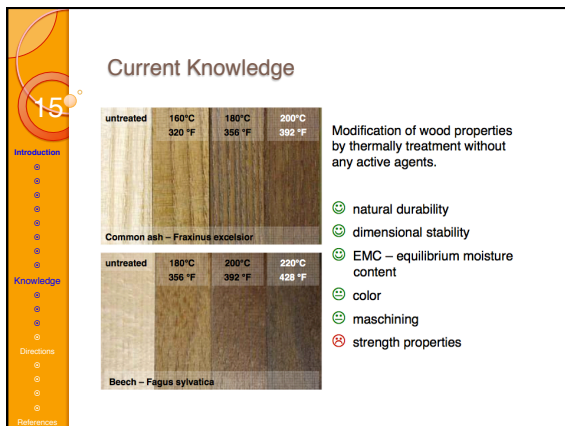 15
Introduction
Knowledge
Directions
References
Current Knowledge
untreated 160°C 180°C 200°C
320 °F 356 °F 392 °F
Common ash – Fraxinus excelsior
untreated 180°C 200°C 220°C
356 °F 392 °F 428 °F
Beech – Fagus sylvatica
Modification of wood properties
by thermally treatment without
any active agents.
natural durability
dimensional stability
EMC – equilibrium moisture
content
color
maschining
strength properties